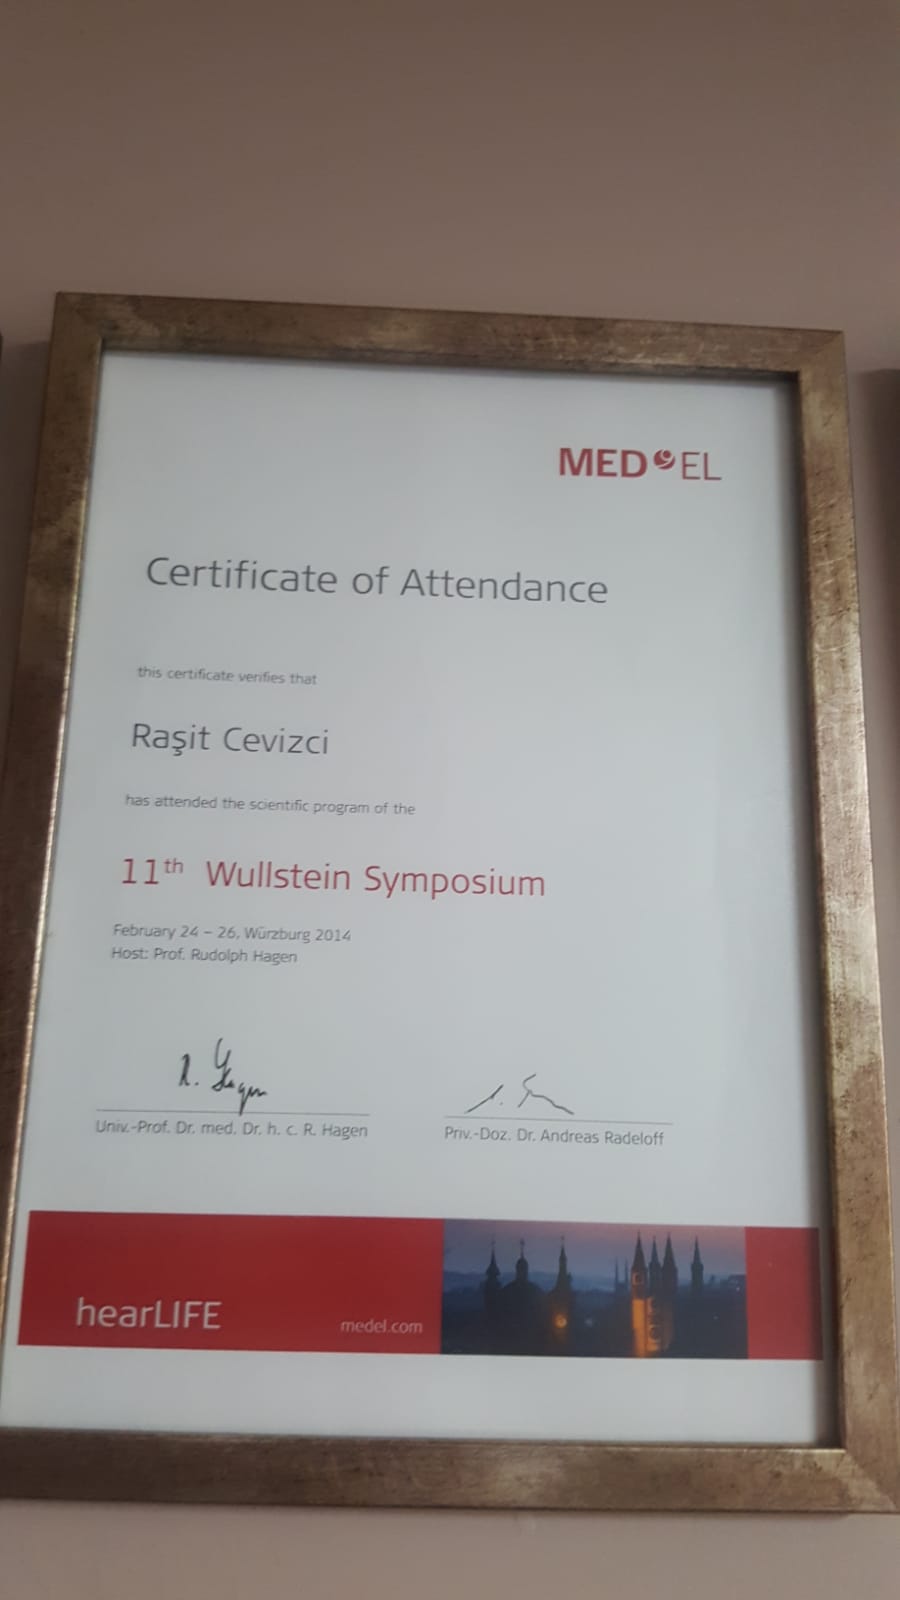 MED EL
Certificate of Attendance
this certificate verifies that
Raşit Cevizci
has attended the scientific program of the
11th Wullstein Symposium
February 24 – 26, Würzburg 2014
Host: Prof. Rudolph Hagen
R. Hagen
Univ.-Prof. Dr. med. Dr. h. c. R. Hagen
Priv.-Doz. Dr. Andreas Radeloff
hearLIFE
medel.com